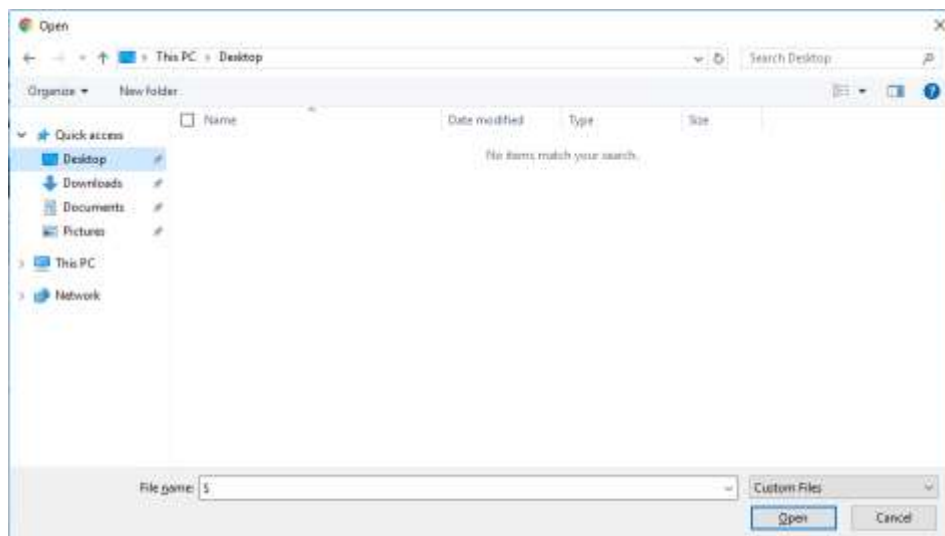 Open
This PC › Desktop
Search Desktop
Organize
New folder
Name
Date modified
Type
Size
No items match your search.
Quick access
Desktop
Downloads
Documents
Pictures
This PC
Network
File name: S
Custom Files
Open
Cancel